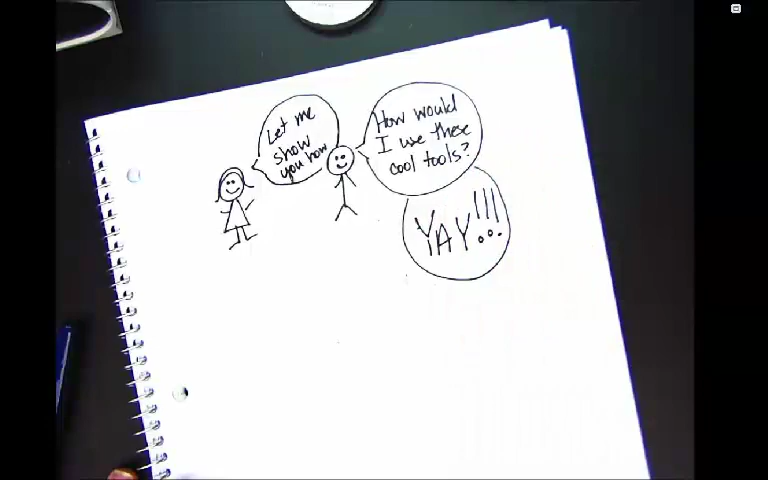 Let me
show
you how
How would
I use these
cool tools?
YAY!!!